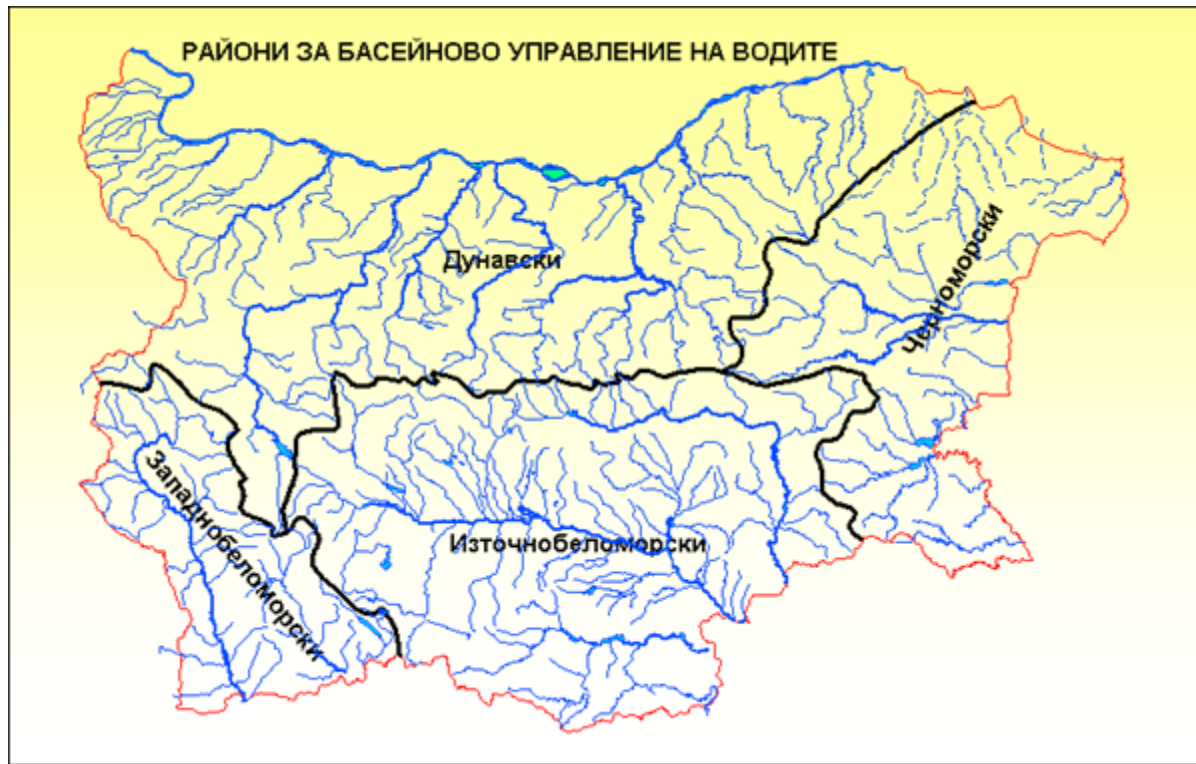 РАЙОНИ ЗА БАСЕЙНОВО УПРАВЛЕНИЕ НА ВОДИТЕ
Дунавски
Черноморски
Западнобеломорски
Източнобеломорски